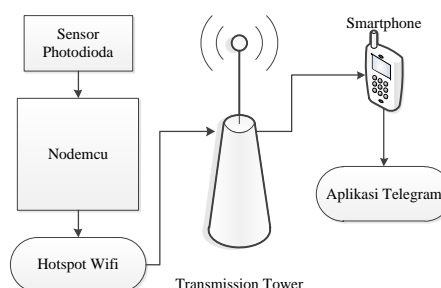 Sensor
Photodioda
Nodemcu
Hotspot Wifi
Transmission Tower
Smartphone
Aplikasi Telegram